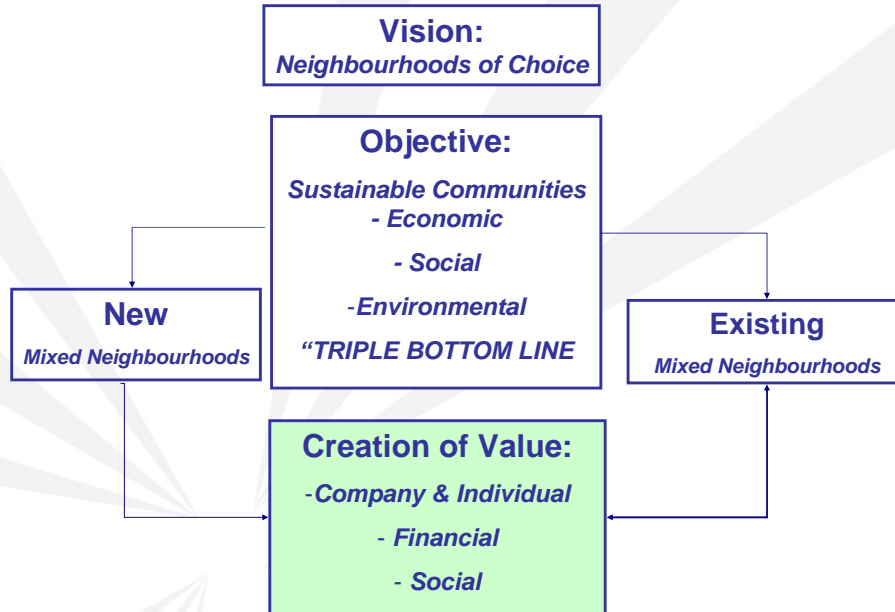 Vision:
Neighbourhoods of Choice
Objective:
Sustainable Communities
- Economic
- Social
-Environmental
“TRIPLE BOTTOM LINE
New
Mixed Neighbourhoods
Existing
Mixed Neighbourhoods
Creation of Value:
-Company & Individual
- Financial
- Social